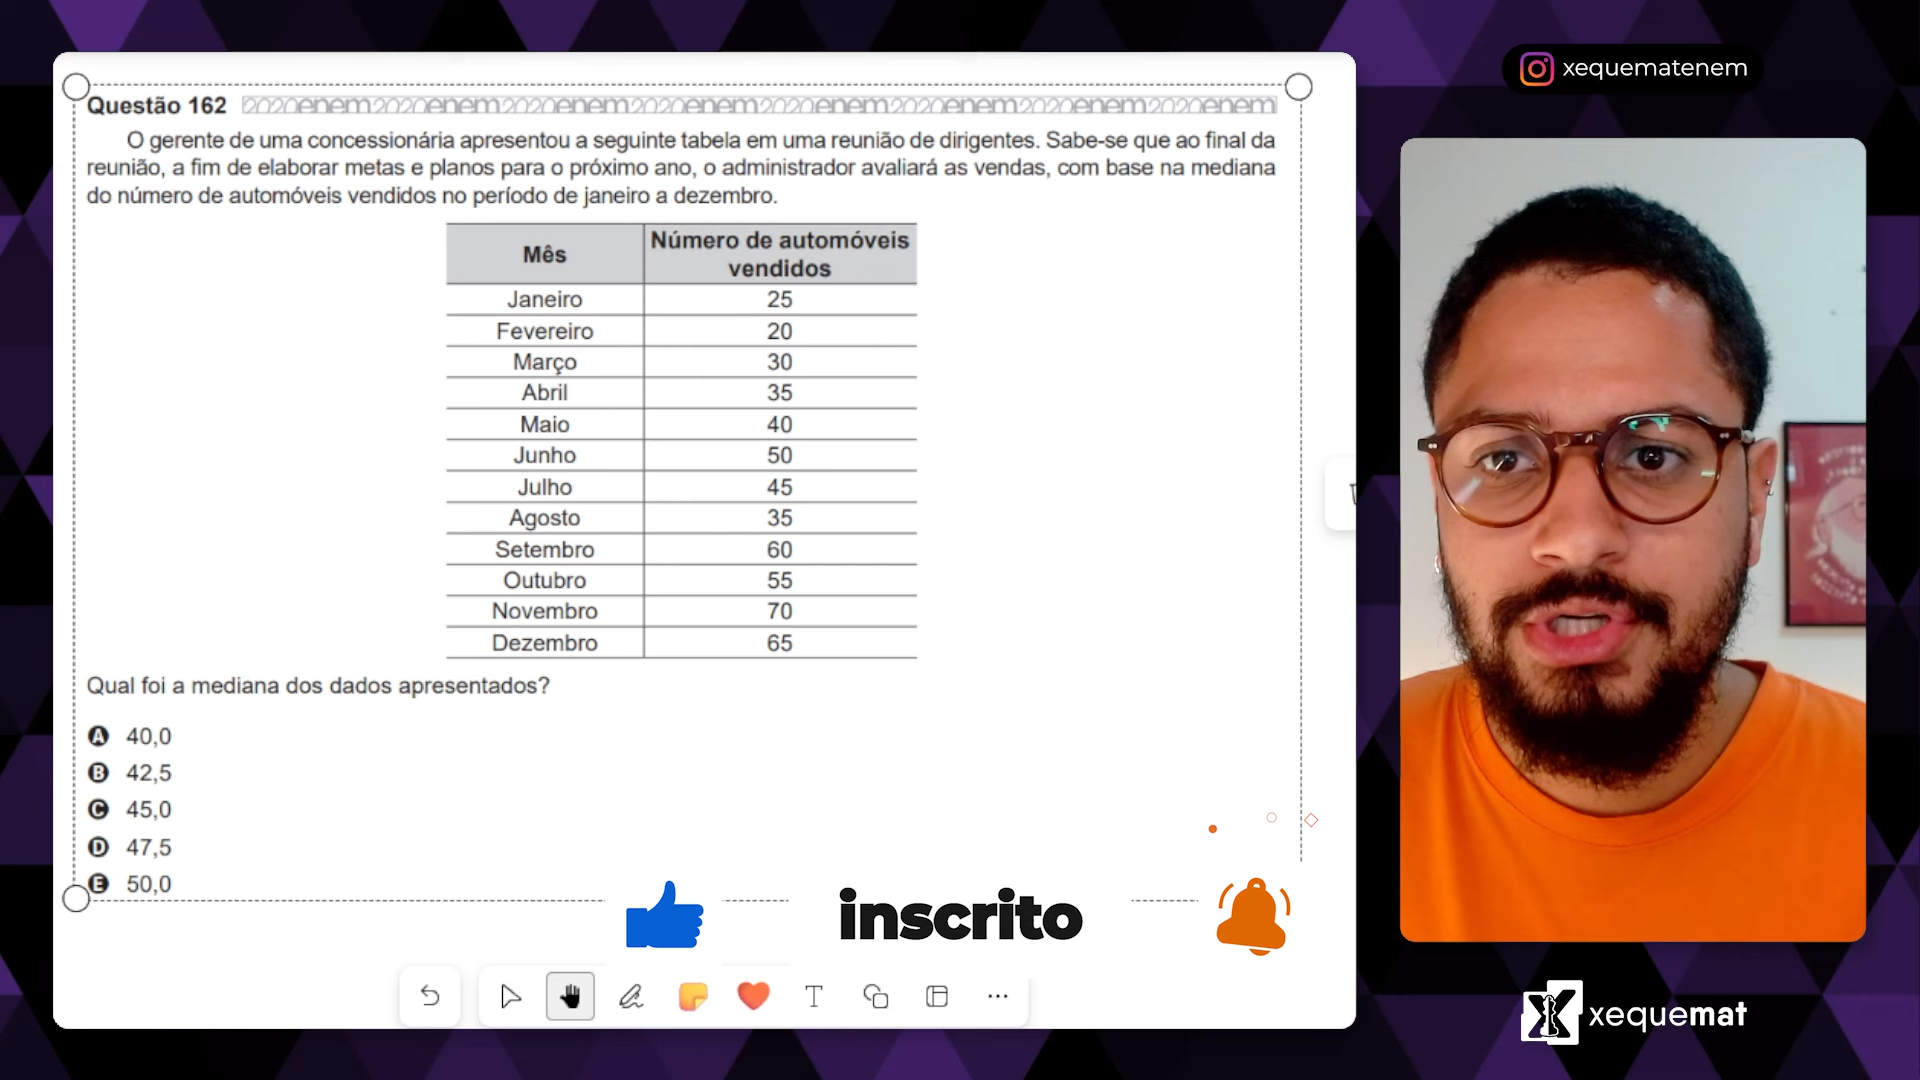 xequematenem
Questão 162 2020enem2020enem2020enem2020enem2020enem2020enem2020enem2020enem
O gerente de uma concessionária apresentou a seguinte tabela em uma reunião de dirigentes. Sabe-se que ao final da
reunião, a fim de elaborar metas e planos para o próximo ano, o administrador avaliará as vendas, com base na mediana
do número de automóveis vendidos no período de janeiro a dezembro.
Mês Número de automóveis
vendidos
Janeiro 25
Fevereiro 20
Março 30
Abril 35
Maio 40
Junho 50
Julho 45
Agosto 35
Setembro 60
Outubro 55
Novembro 70
Dezembro 65
Qual foi a mediana dos dados apresentados?
A 40,0
B 42,5
C 45,0
D 47,5
E 50,0
inscrito
T
xequemat